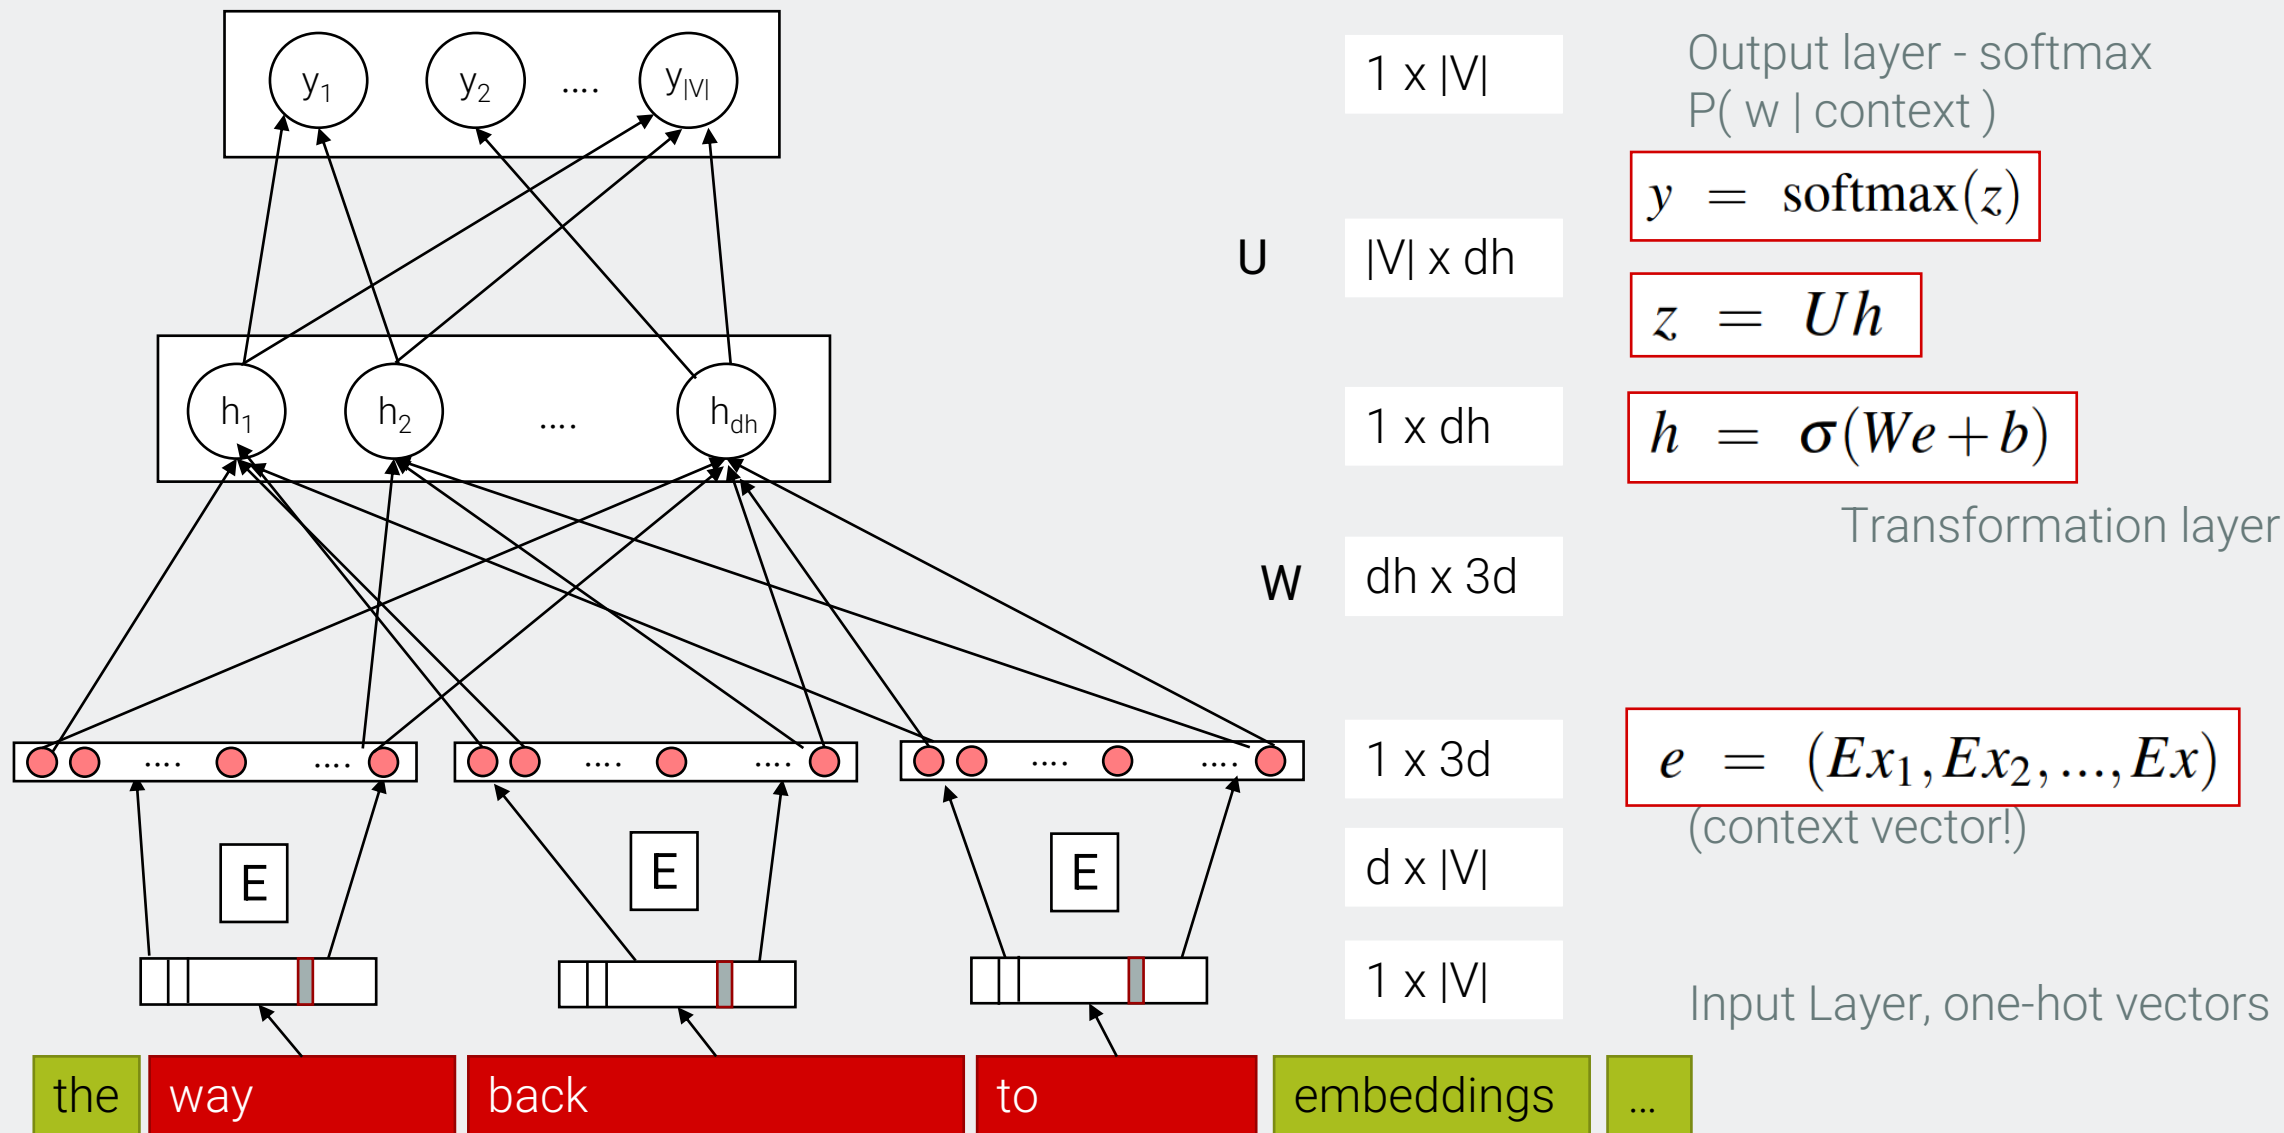 y1 y2 .... y|V|
1 x |V|
Output layer - softmax
P( w | context )
y = softmax(z)
U
|V| x dh
z = Uh
h1 h2 .... hdh
1 x dh
h = σ(We + b)
Transformation layer
W
dh x 3d
.... .... .... .... .... ....
1 x 3d
e = (Ex1, Ex2, ..., Ex)
(context vector!)
E E E
d x |V|
1 x |V|
Input Layer, one-hot vectors
the way back to embeddings ...